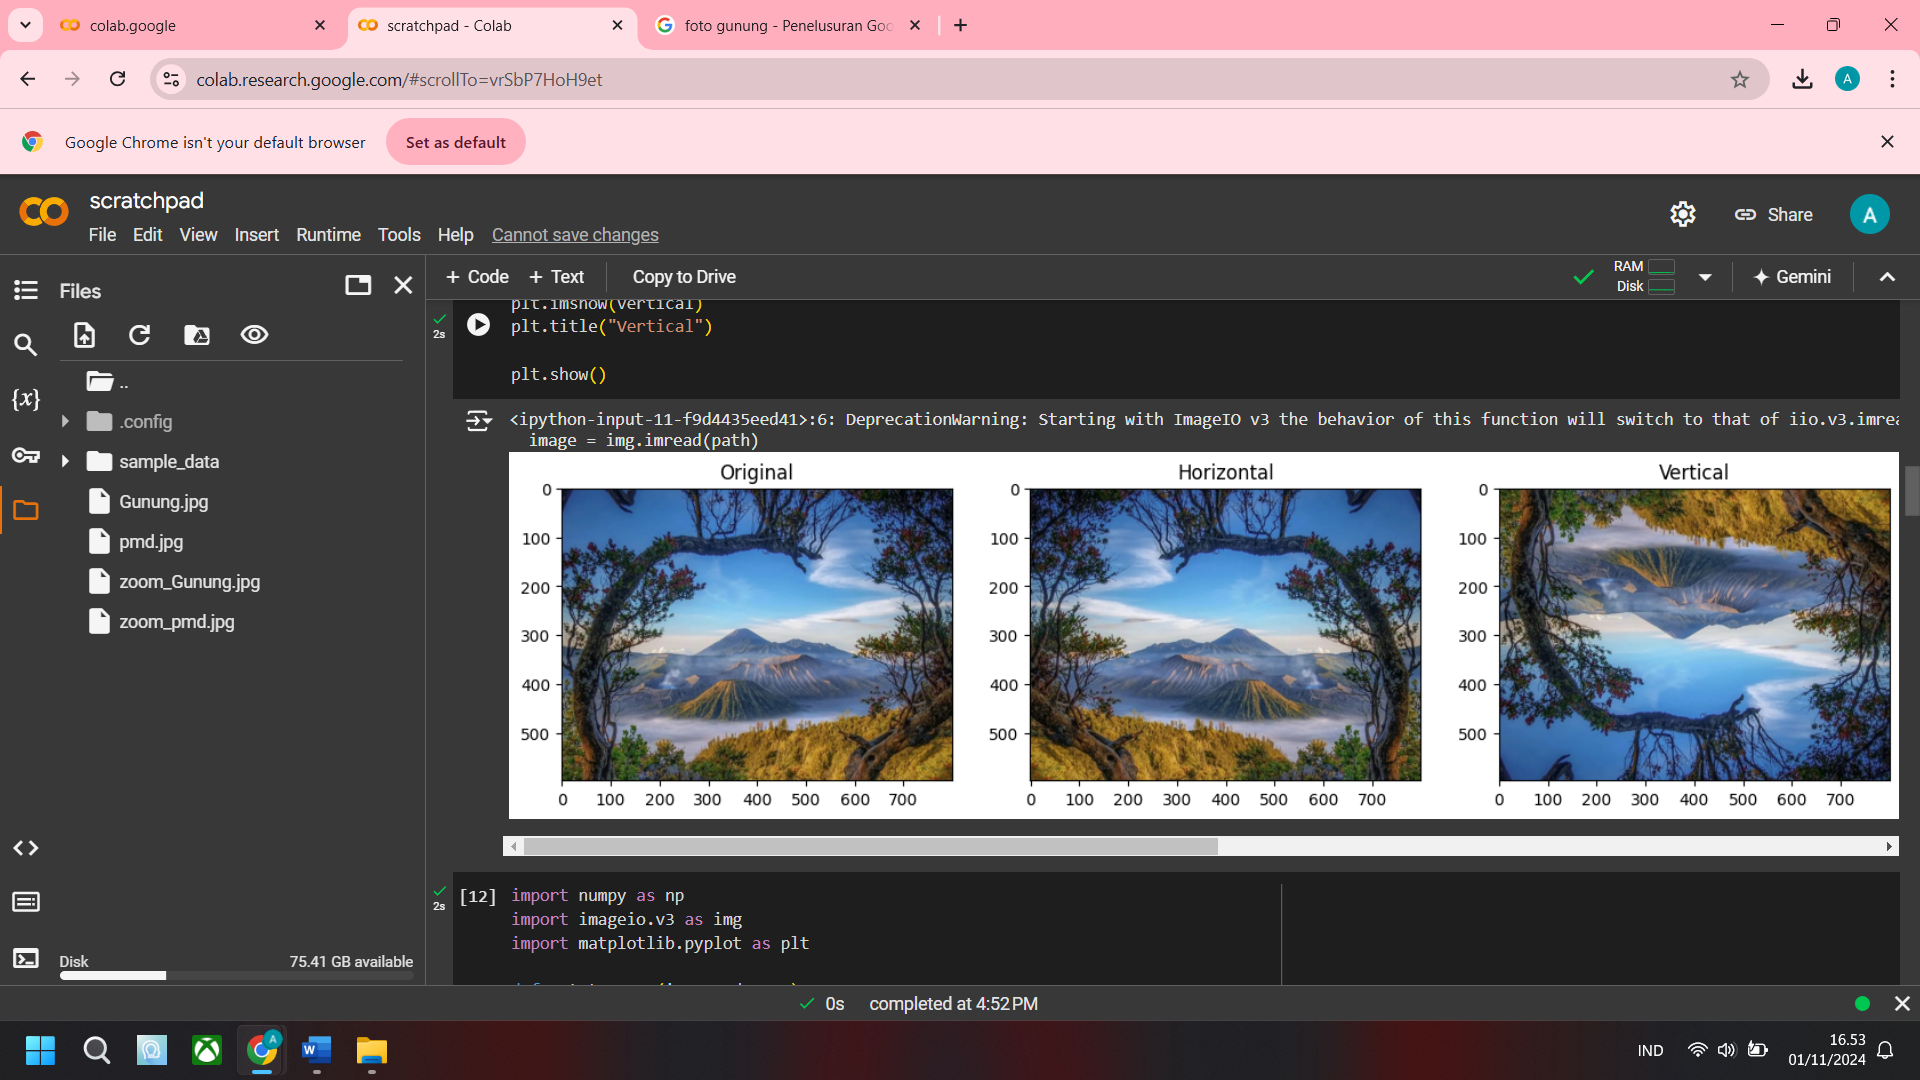 colab.google
scratchpad - Colab
foto gunung - Penelusuran Goo
colab.research.google.com/#scrollTo=vrSbP7HoH9et
A
Google Chrome isn't your default browser
Set as default
scratchpad
File Edit View Insert Runtime Tools Help Cannot save changes
Share
A
Files
+ Code + Text Copy to Drive
RAM
Disk
Gemini
..
.config
sample_data
Gunung.jpg
pmd.jpg
zoom_Gunung.jpg
zoom_pmd.jpg
Disk 75.41 GB available
2s
plt.imshow(vertical)
plt.title("Vertical")
plt.show()
<ipython-input-11-f9d4435eed41>:6: DeprecationWarning: Starting with ImageIO v3 the behavior of this function will switch to that of iio.v3.imrea
image = img.imread(path)
Original Horizontal Vertical
0 0 0
100 100 100
200 200 200
300 300 300
400 400 400
500 500 500
0 100 200 300 400 500 600 700 0 100 200 300 400 500 600 700 0 100 200 300 400 500 600 700
2s
[12] import numpy as np
import imageio.v3 as img
import matplotlib.pyplot as plt
0s completed at 4:52 PM
A
W
IND
16.53
01/11/2024